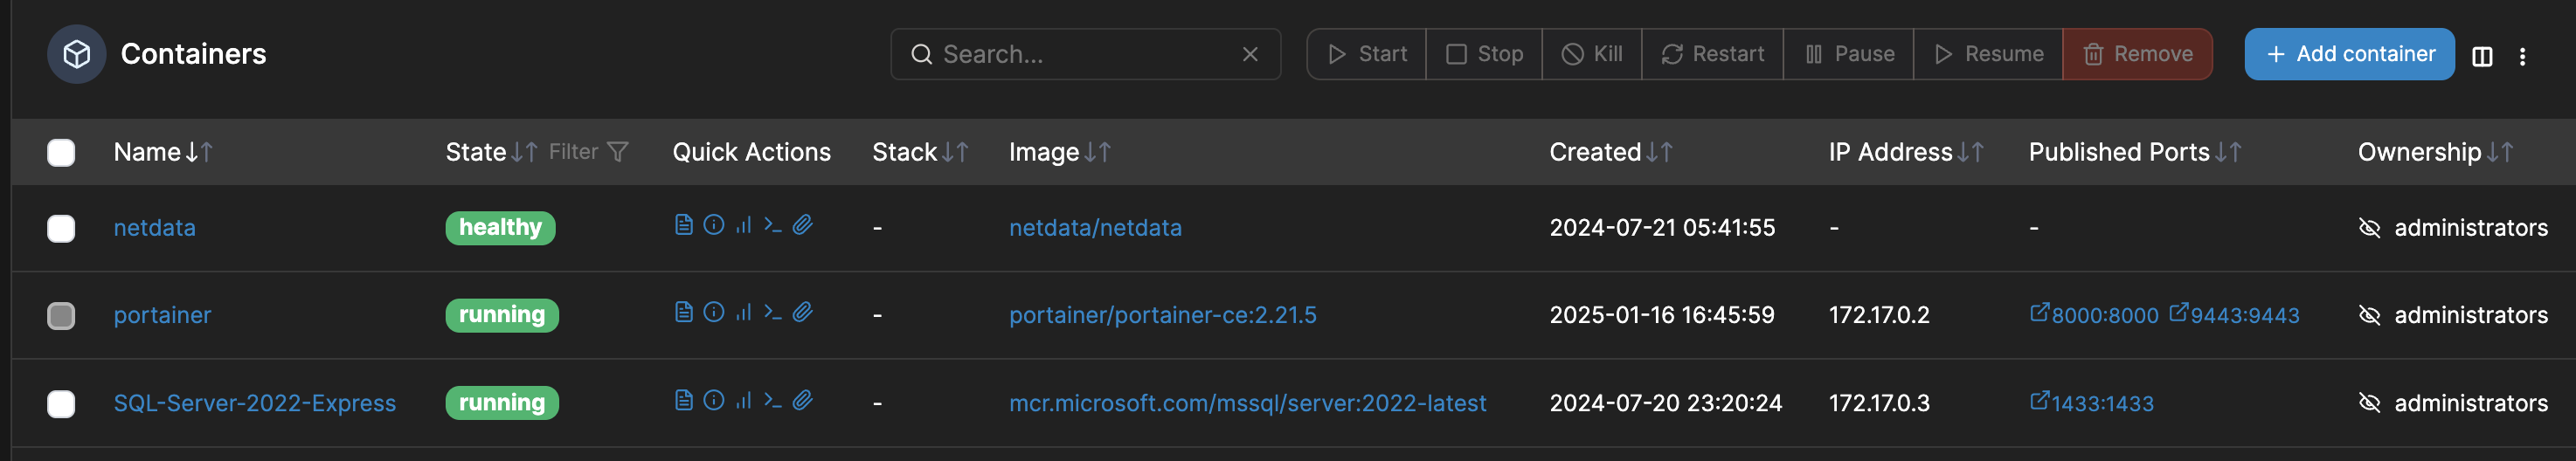 Containers Search... Start Stop Kill Restart Pause Resume Remove Add container
Name State Filter Quick Actions Stack Image Created IP Address Published Ports Ownership
netdata healthy - netdata/netdata 2024-07-21 05:41:55 - - administrators
portainer running - portainer/portainer-ce:2.21.5 2025-01-16 16:45:59 172.17.0.2 8000:8000 9443:9443 administrators
SQL-Server-2022-Express running - mcr.microsoft.com/mssql/server:2022-latest 2024-07-20 23:20:24 172.17.0.3 1433:1433 administrators